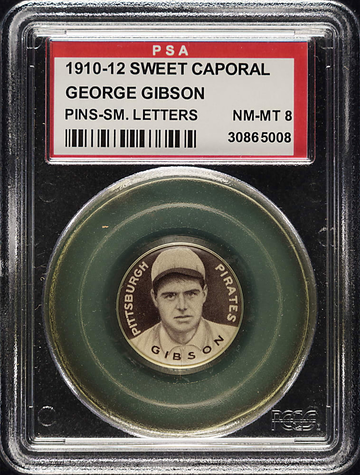 PSA
1910-12 SWEET CAPORAL
GEORGE GIBSON
PINS-SM. LETTERS NM-MT 8
30865008
PITTSBURGH PIRATES
GIBSON